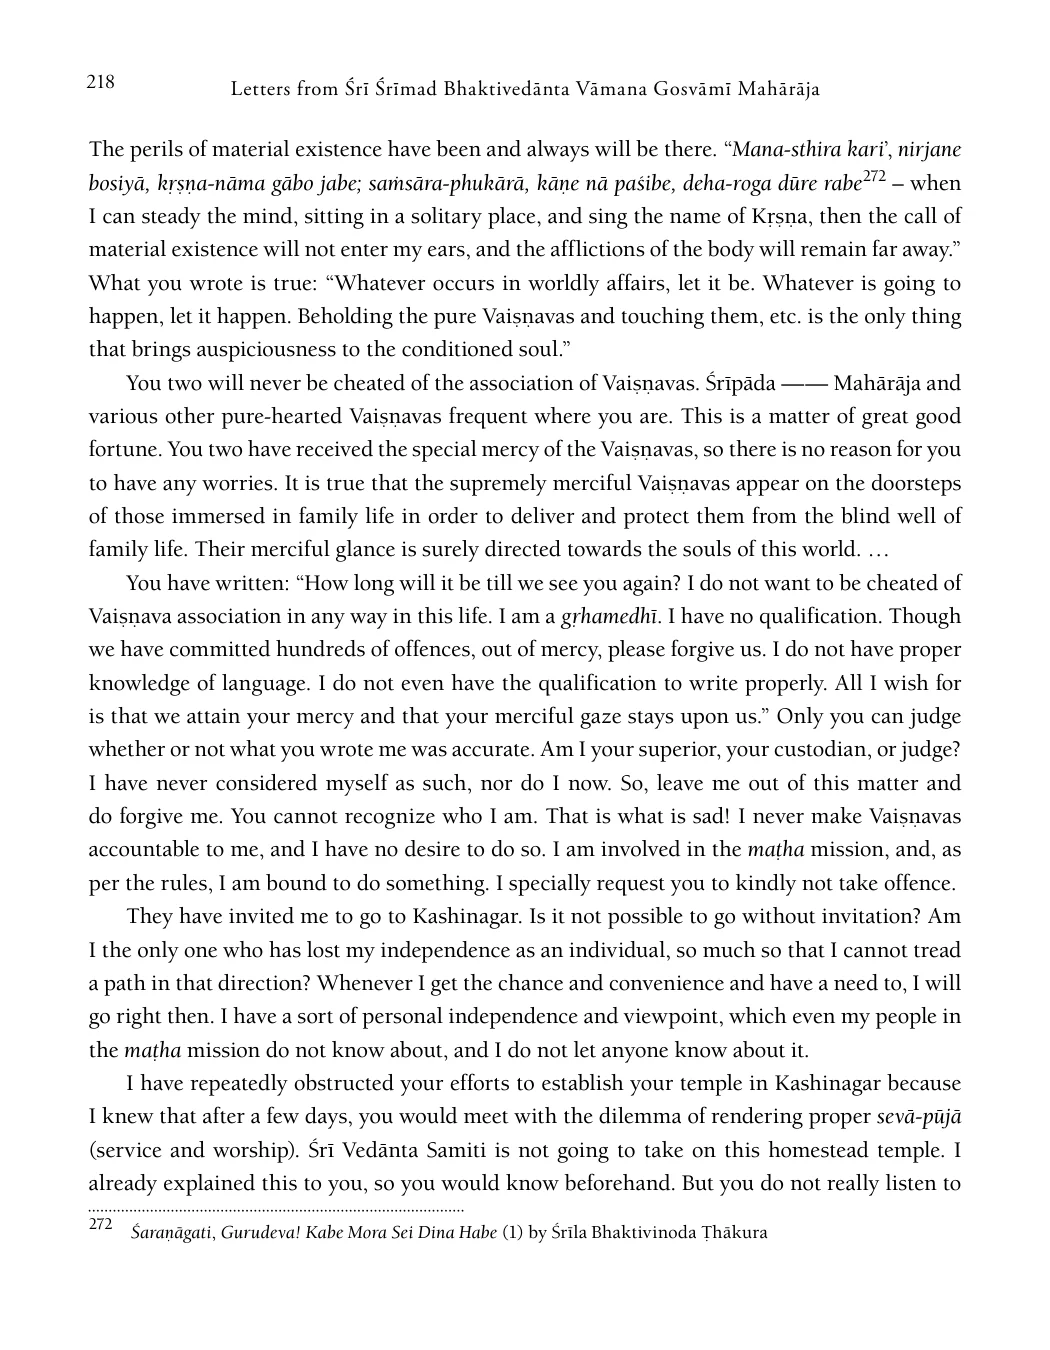 218
Letters from Śrī Śrīmad Bhaktivedānta Vāmana Gosvāmī Mahārāja
The perils of material existence have been and always will be there. “Mana-sthira kari’, nirjane
bosiyā, kṛṣṇa-nāma gābo jabe; saṁsāra-phukārā, kāṇe nā paśibe, deha-roga dūre rabe272 – when
I can steady the mind, sitting in a solitary place, and sing the name of Kṛṣṇa, then the call of
material existence will not enter my ears, and the afflictions of the body will remain far away.”
What you wrote is true: “Whatever occurs in worldly affairs, let it be. Whatever is going to
happen, let it happen. Beholding the pure Vaiṣṇavas and touching them, etc. is the only thing
that brings auspiciousness to the conditioned soul.”
You two will never be cheated of the association of Vaiṣṇavas. Śrīpāda —— Mahārāja and
various other pure-hearted Vaiṣṇavas frequent where you are. This is a matter of great good
fortune. You two have received the special mercy of the Vaiṣṇavas, so there is no reason for you
to have any worries. It is true that the supremely merciful Vaiṣṇavas appear on the doorsteps
of those immersed in family life in order to deliver and protect them from the blind well of
family life. Their merciful glance is surely directed towards the souls of this world. …
You have written: “How long will it be till we see you again? I do not want to be cheated of
Vaiṣṇava association in any way in this life. I am a gṛhamedhī. I have no qualification. Though
we have committed hundreds of offences, out of mercy, please forgive us. I do not have proper
knowledge of language. I do not even have the qualification to write properly. All I wish for
is that we attain your mercy and that your merciful gaze stays upon us.” Only you can judge
whether or not what you wrote me was accurate. Am I your superior, your custodian, or judge?
I have never considered myself as such, nor do I now. So, leave me out of this matter and
do forgive me. You cannot recognize who I am. That is what is sad! I never make Vaiṣṇavas
accountable to me, and I have no desire to do so. I am involved in the maṭha mission, and, as
per the rules, I am bound to do something. I specially request you to kindly not take offence.
They have invited me to go to Kashinagar. Is it not possible to go without invitation? Am
I the only one who has lost my independence as an individual, so much so that I cannot tread
a path in that direction? Whenever I get the chance and convenience and have a need to, I will
go right then. I have a sort of personal independence and viewpoint, which even my people in
the maṭha mission do not know about, and I do not let anyone know about it.
I have repeatedly obstructed your efforts to establish your temple in Kashinagar because
I knew that after a few days, you would meet with the dilemma of rendering proper sevā-pūjā
(service and worship). Śrī Vedānta Samiti is not going to take on this homestead temple. I
already explained this to you, so you would know beforehand. But you do not really listen to
272 Śaraṇāgati, Gurudeva! Kabe Mora Sei Dina Habe (1) by Śrīla Bhaktivinoda Ṭhākura